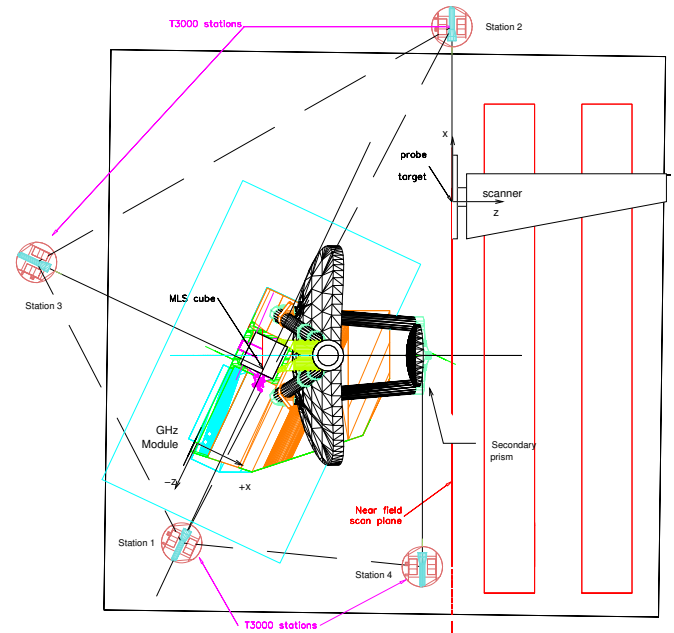 T3000 stations
Station 2
x
probe
target
scanner
z
Station 3
MLS cube
GHz
Module
−z
+x
Secondary
prism
Near field
scan plane
Station 1
Station 4
T3000 stations